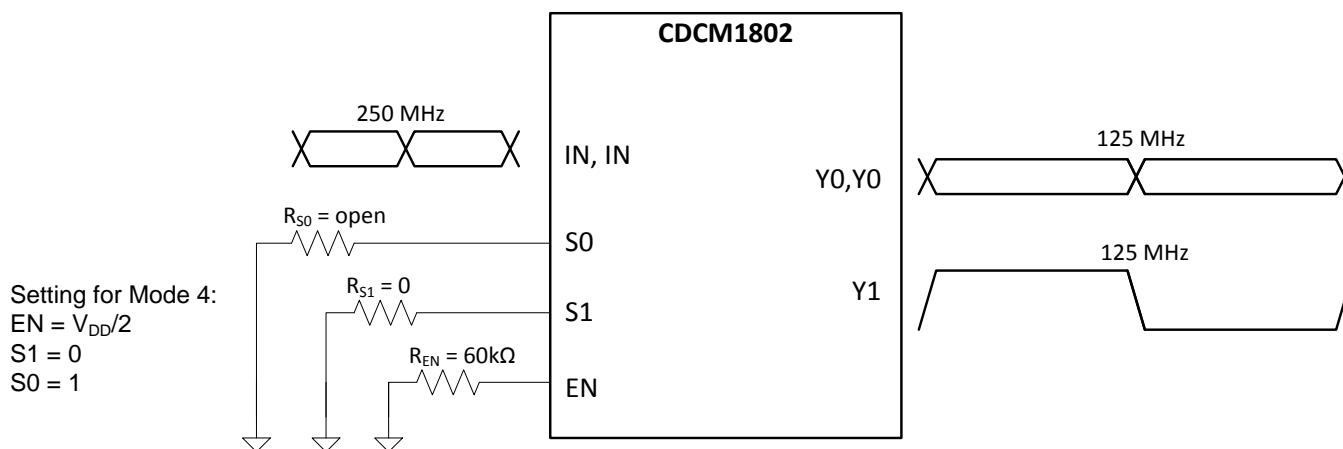 CDCM1802
250 MHz
IN, IN
125 MHz
Y0,Y0
R_S0 = open
S0
125 MHz
Y1
R_S1 = 0
S1
R_EN = 60kΩ
EN
Setting for Mode 4:
EN = V_DD/2
S1 = 0
S0 = 1